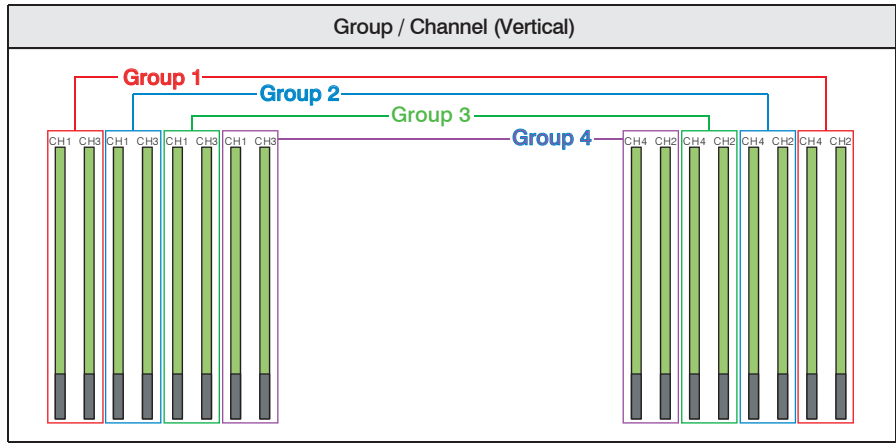 Group / Channel (Vertical)
Group 1
Group 2
Group 3
Group 4
CH1 CH3 CH1 CH3 CH1 CH3 CH1 CH3 CH4 CH2 CH4 CH2 CH4 CH2 CH4 CH2